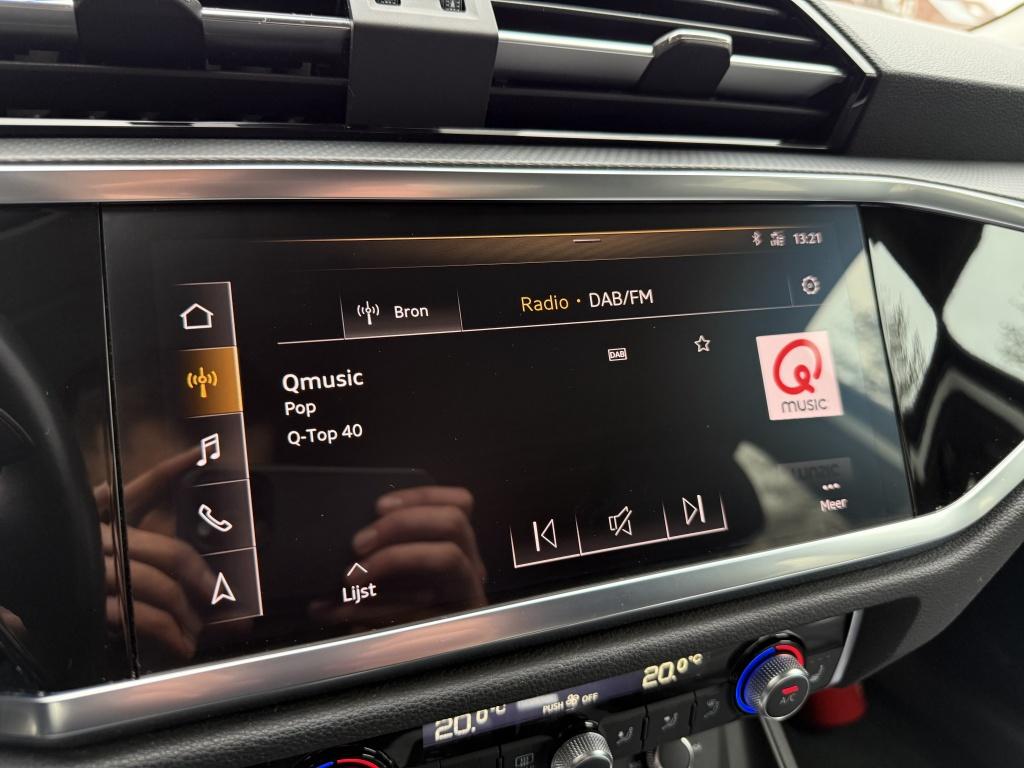 13:21
Bron
Radio • DAB/FM
DAB
Qmusic
Pop
Q-Top 40
Q
MUSIC
Meer
Lijst
20.0°C
PUSH OFF
20.0°C
A/C